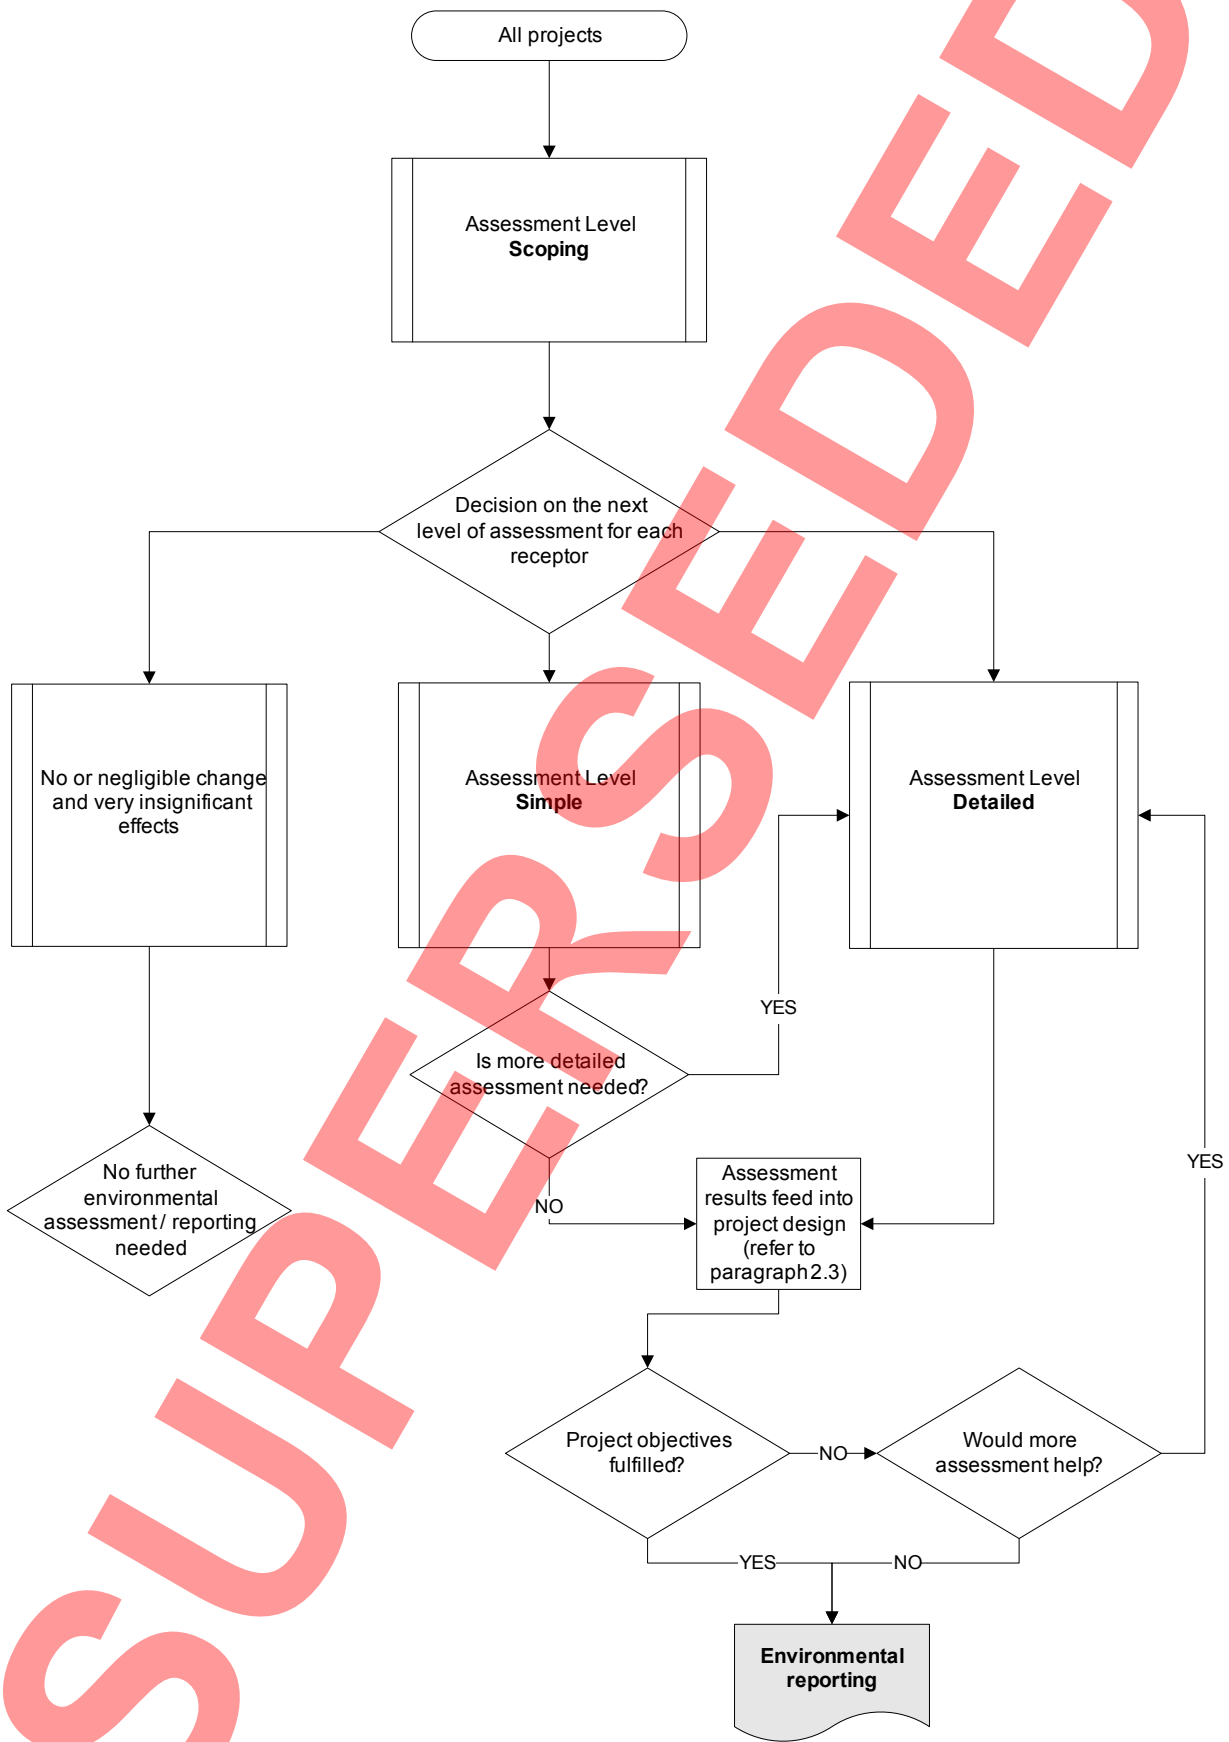 All projects
Assessment Level
Scoping
Decision on the next
level of assessment for each
receptor
No or negligible change
and very insignificant
effects
Assessment Level
Simple
Assessment Level
Detailed
YES
Is more detailed
assessment needed?
NO
No further
environmental
assessment / reporting
needed
Assessment
results feed into
project design
(refer to
paragraph 2.3)
YES
Project objectives
fulfilled?
NO
Would more
assessment help?
YES
NO
Environmental
reporting
SUPERSEDED